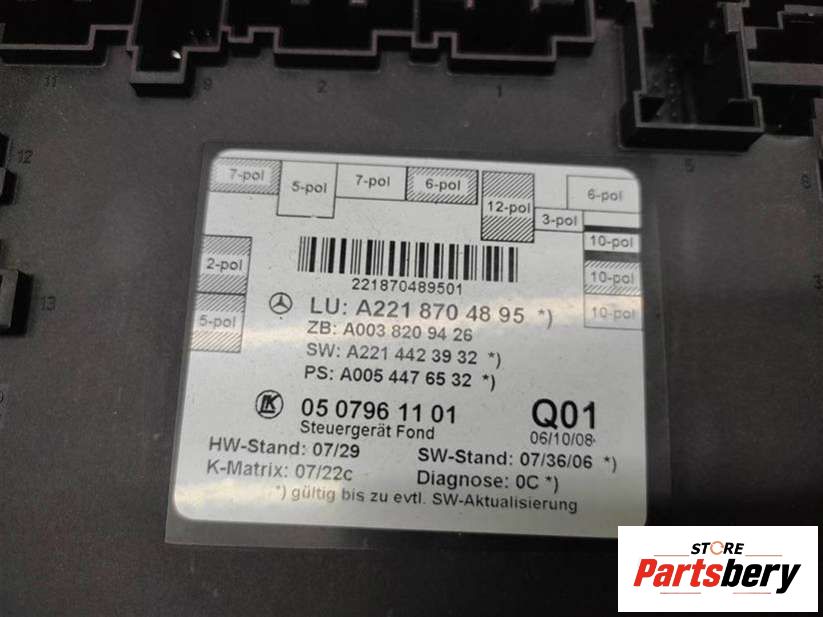 11
9
2
1
5
12
13
7-pol
5-pol
7-pol
6-pol
12-pol
3-pol
6-pol
10-pol
10-pol
10-pol
2-pol
5-pol
221870489501
LU: A221 870 48 95 *)
ZB: A003 820 94 26
SW: A221 442 39 32 *)
PS: A005 447 65 32 *)
LK 05 0796 11 01
Steuergerät Fond
Q01
06/10/08
HW-Stand: 07/29
SW-Stand: 07/36/06 *)
K-Matrix: 07/22c
Diagnose: 0C *)
*) gültig bis zu evtl. SW-Aktualisierung
STORE
Partsbery